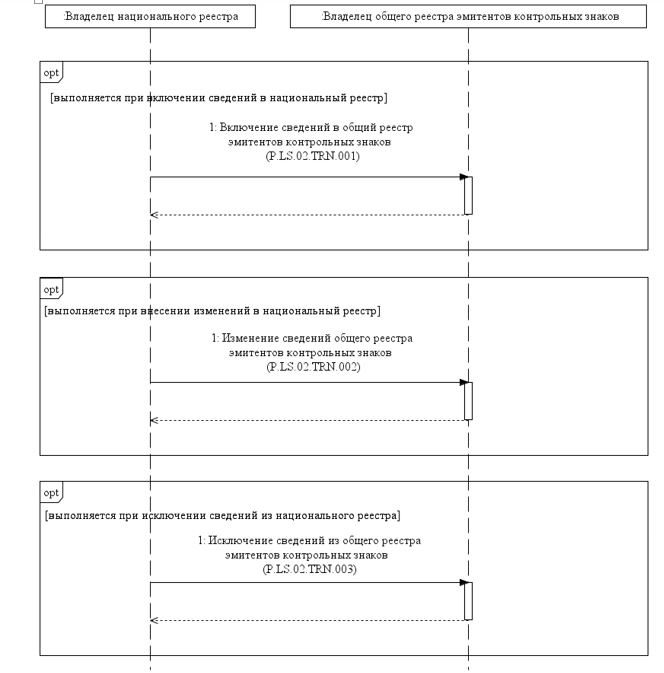 Владелец национального реестра
Владелец общего реестра эмитентов контрольных знаков
opt
[выполняется при включении сведений в национальный реестр]
1: Включение сведений в общий реестр
эмитентов контрольных знаков
(P.LS.02.TRN.001)
opt
[выполняется при внесении изменений в национальный реестр]
1: Изменение сведений общего реестра
эмитентов контрольных знаков
(P.LS.02.TRN.002)
opt
[выполняется при исключении сведений из национального реестра]
1: Исключение сведений из общего реестра
эмитентов контрольных знаков
(P.LS.02.TRN.003)